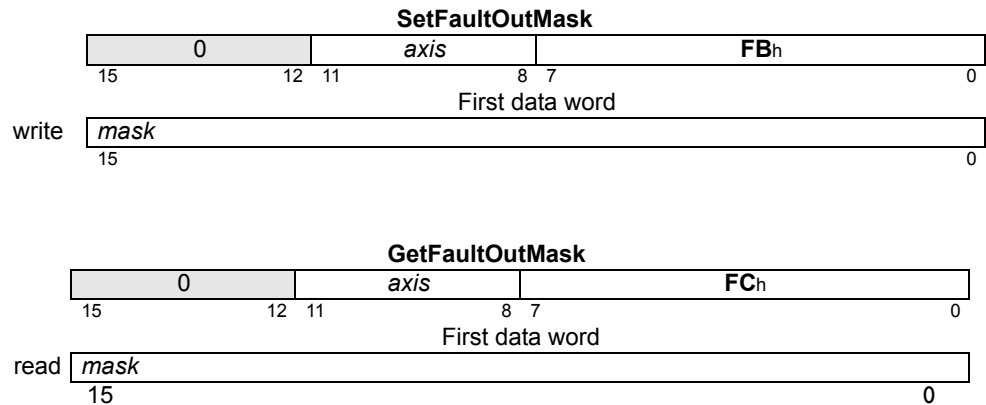 SetFaultOutMask
0 axis FBh
15 12 11 8 7 0
First data word
write mask
15 0
GetFaultOutMask
0 axis FCh
15 12 11 8 7 0
First data word
read mask
15 0